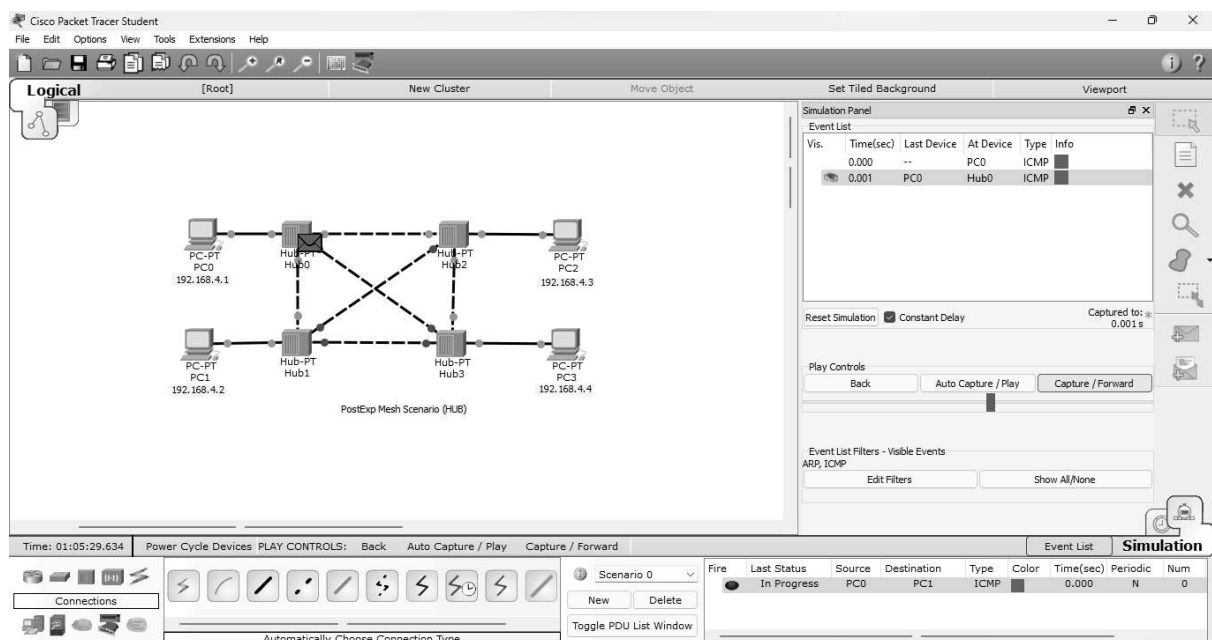 Cisco Packet Tracer Student
File Edit Options View Tools Extensions Help
Logical [Root] New Cluster Move Object Set Tiled Background Viewport
Simulation Panel
Event List
Vis. Time(sec) Last Device At Device Type Info
0.000 -- PC0 ICMP
0.001 PC0 Hub0 ICMP
Reset Simulation Constant Delay Captured to: *
0.001 s
Play Controls
Back Auto Capture / Play Capture / Forward
Event List Filters - Visible Events
ARP, ICMP
Edit Filters Show All/None
PC-PT
PC0
192.168.4.1
Hub-PT
Hub0
Hub-PT
Hub2
PC-PT
PC2
192.168.4.3
PC-PT
PC1
192.168.4.2
Hub-PT
Hub1
Hub-PT
Hub3
PC-PT
PC3
192.168.4.4
PostExp Mesh Scenario (HUB)
Time: 01:05:29.634 Power Cycle Devices PLAY CONTROLS: Back Auto Capture / Play Capture / Forward Event List Simulation
Connections
Automatically Choose Connection Type
Scenario 0
New Delete
Toggle PDU List Window
Fire Last Status Source Destination Type Color Time(sec) Periodic Num
In Progress PC0 PC1 ICMP 0.000 N 0